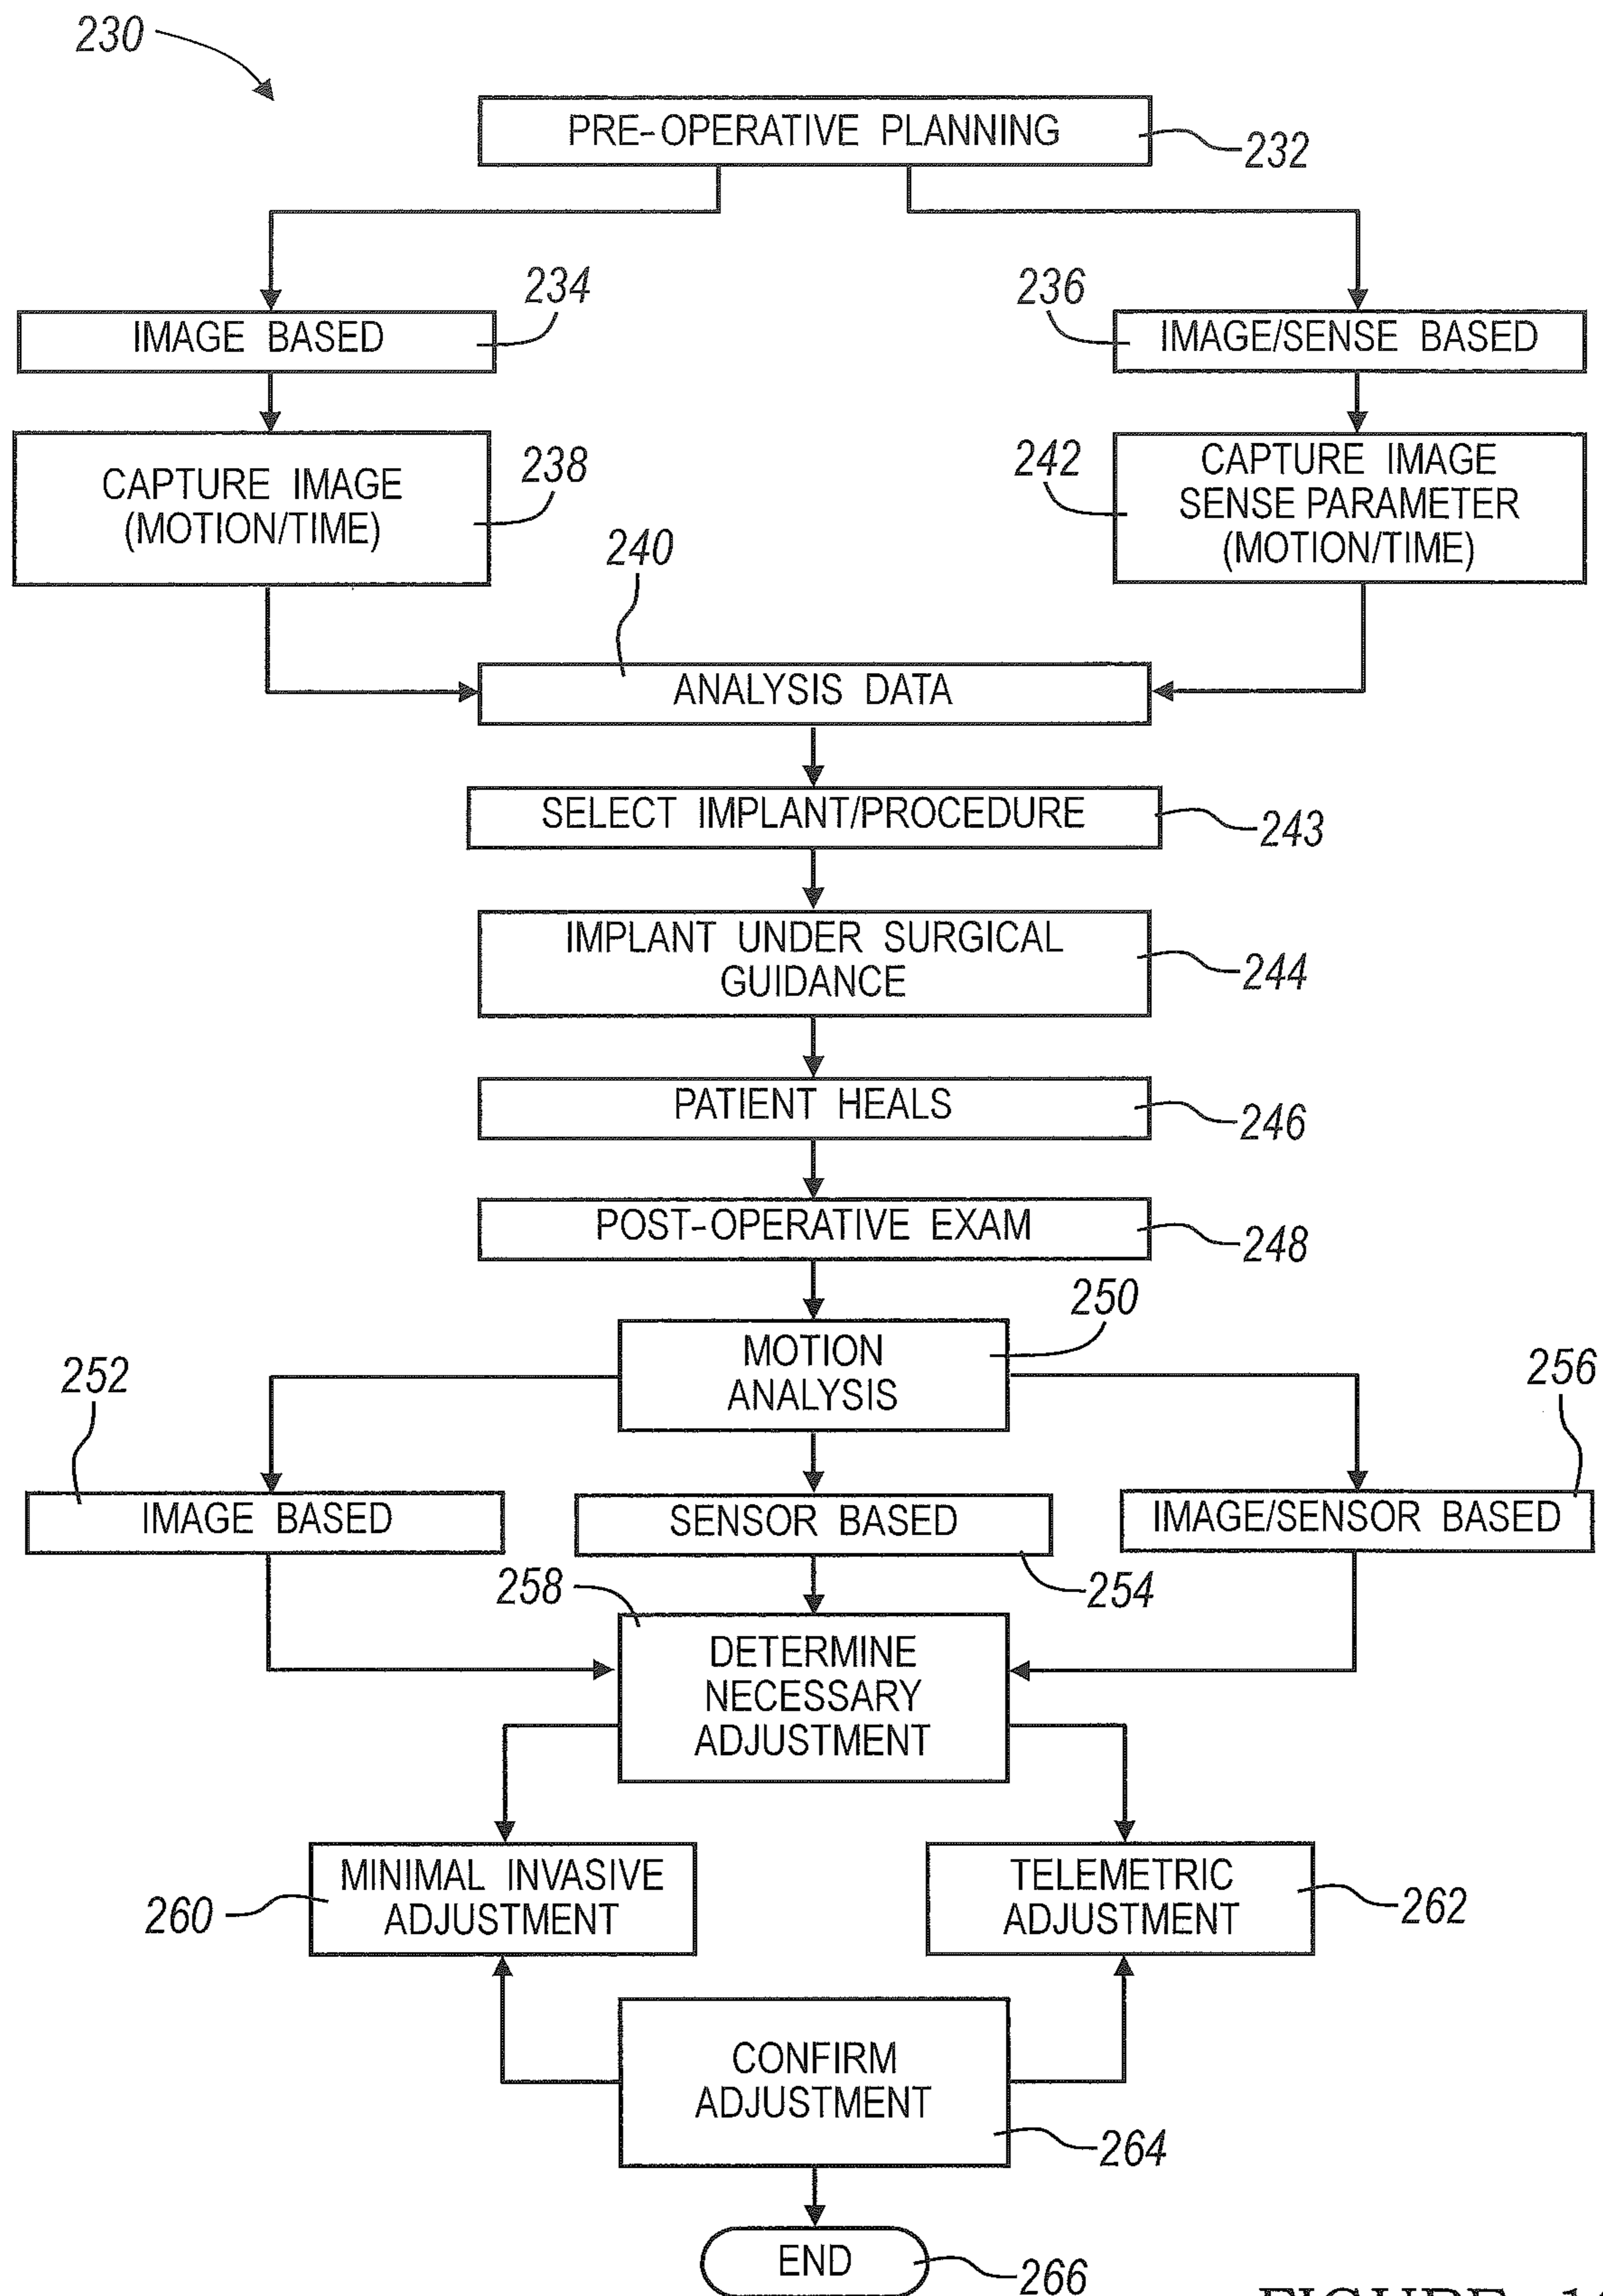 230
PRE-OPERATIVE PLANNING
232
234
236
IMAGE BASED
IMAGE/SENSE BASED
238
242
CAPTURE IMAGE
(MOTION/TIME)
CAPTURE IMAGE
SENSE PARAMETER
(MOTION/TIME)
240
ANALYSIS DATA
SELECT IMPLANT/PROCEDURE
243
IMPLANT UNDER SURGICAL
GUIDANCE
244
PATIENT HEALS
246
POST-OPERATIVE EXAM
248
250
MOTION
ANALYSIS
252
256
IMAGE BASED
SENSOR BASED
IMAGE/SENSOR BASED
254
258
DETERMINE
NECESSARY
ADJUSTMENT
MINIMAL INVASIVE
ADJUSTMENT
260
TELEMETRIC
ADJUSTMENT
262
CONFIRM
ADJUSTMENT
264
END
266